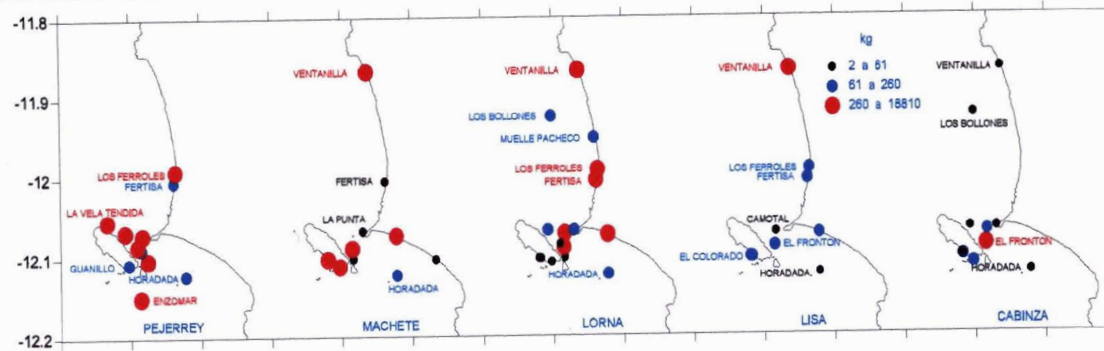 -11.8
-11.9
-12
-12.1
-12.2
LOS FERROLES
FERTISA
LA VELA TENDIDA
GUANILLO
HORADADA
ENZOMAR
PEJERREY
VENTANILLA
FERTISA
LA PUNTA
HORADADA
MACHETE
VENTANILLA
LOS BOLLONES
MUELLE PACHECO
LOS FERROLES
FERTISA
HORADADA
LORNA
VENTANILLA
LOS FERROLES
FERTISA
CAMOTAL
EL FRONTON
EL COLORADO
HORADADA
LISA
kg
2 a 61
61 a 260
260 a 18810
VENTANILLA
LOS BOLLONES
EL FRONTON
HORADADA
CABINZA